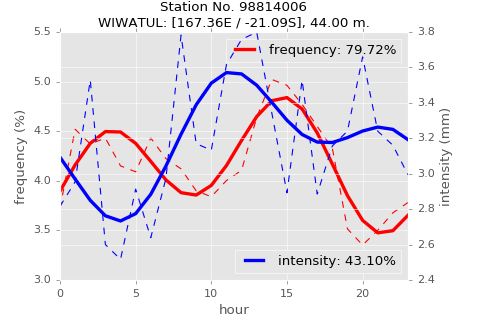 Station No. 98814006
WIWATUL: [167.36E / -21.09S], 44.00 m.
frequency: 79.72%
intensity: 43.10%
frequency (%)
5.5
5.0
4.5
4.0
3.5
3.0
intensity (mm)
3.8
3.6
3.4
3.2
3.0
2.8
2.6
2.4
0 5 10 15 20
hour